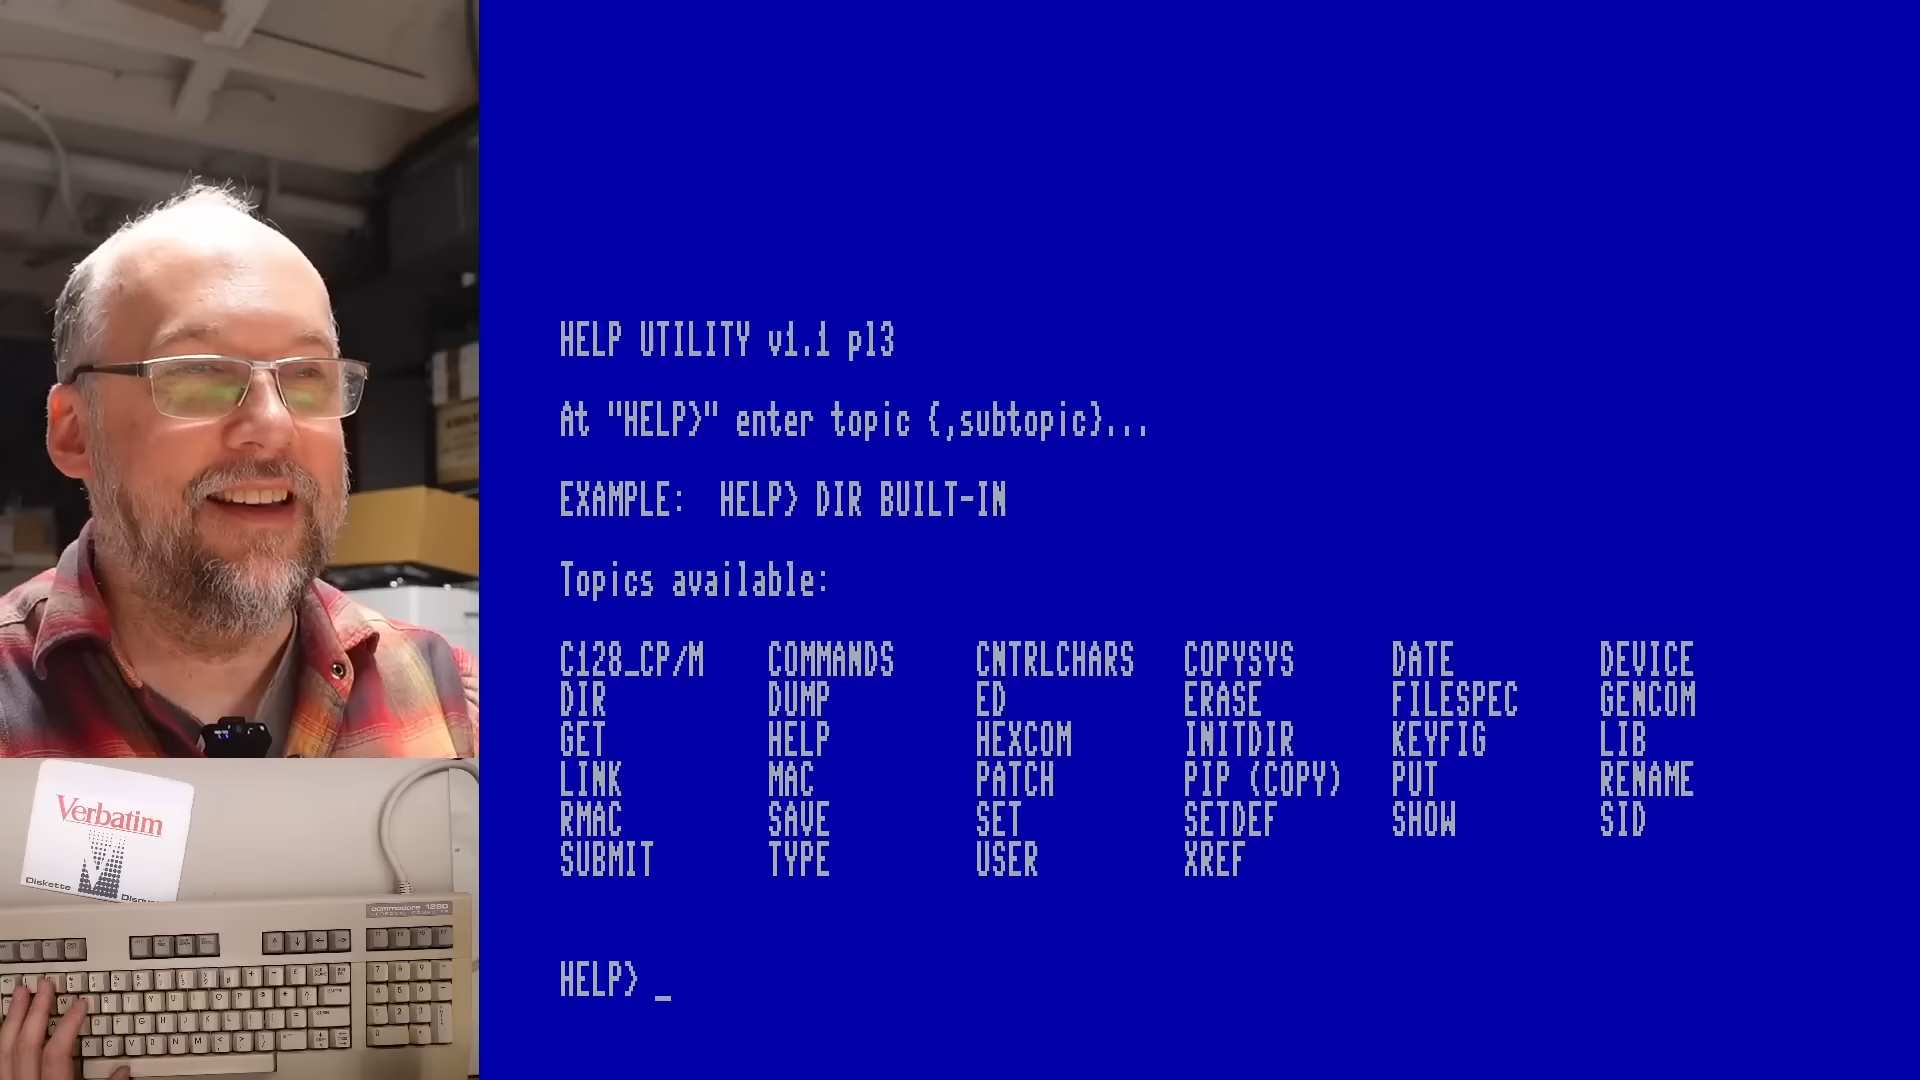 HELP UTILITY v1.1 p13
At "HELP>" enter topic {,subtopic}...
EXAMPLE:  HELP> DIR BUILT-IN
Topics available:
C128_CP/M COMMANDS CNTRLCHARS COPYSYS DATE DEVICE
DIR DUMP ED ERASE FILESPEC GENCOM
GET HELP HEXCOM INITDIR KEYFIG LIB
LINK MAC PATCH PIP (COPY) PUT RENAME
RMAC SAVE SET SETDEF SHOW SID
SUBMIT TYPE USER XREF
HELP> _
Verbatim
Diskette
commodore 128D